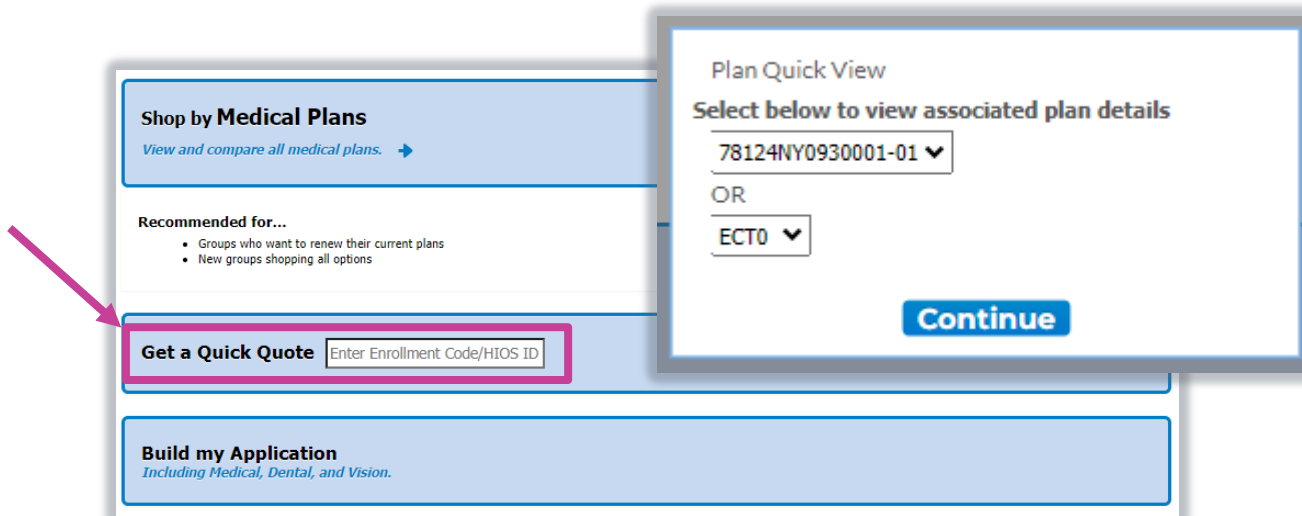 Shop by Medical Plans
View and compare all medical plans.
Recommended for...
Groups who want to renew their current plans
New groups shopping all options
Get a Quick Quote Enter Enrollment Code/HIOS ID
Build my Application
Including Medical, Dental, and Vision.
Plan Quick View
Select below to view associated plan details
78124NY0930001-01
OR
ECT0
Continue